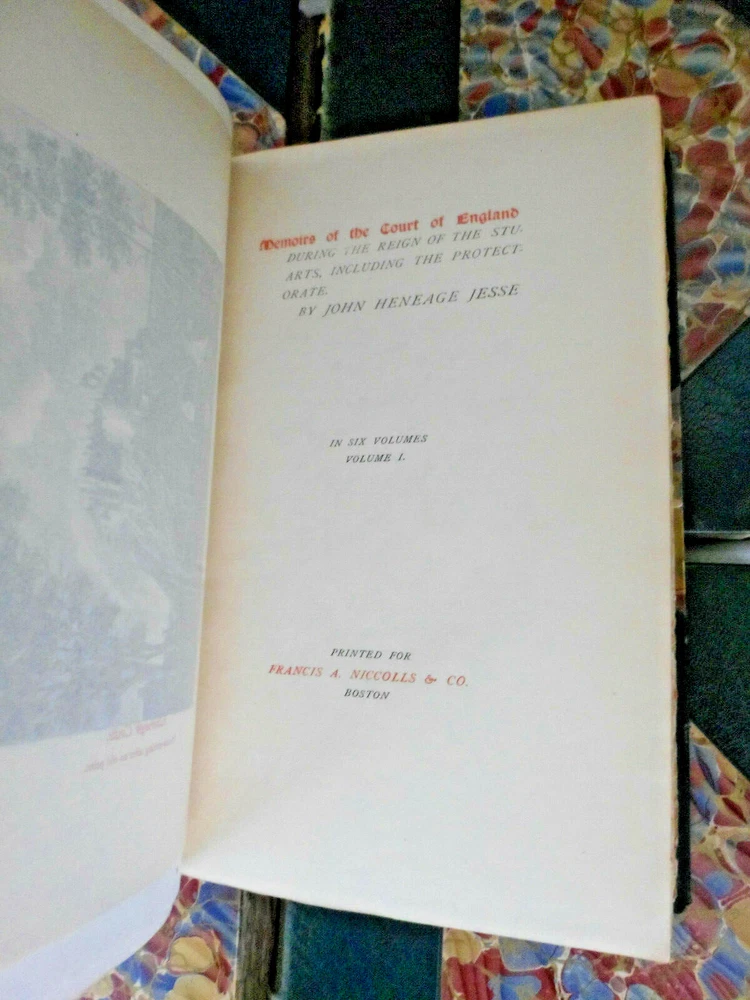 Memoirs of the Court of England
DURING THE REIGN OF THE STU-
ARTS, INCLUDING THE PROTECT-
ORATE.
BY JOHN HENEAGE JESSE
IN SIX VOLUMES
VOLUME I.
PRINTED FOR
FRANCIS A. NICCOLLS & CO.
BOSTON